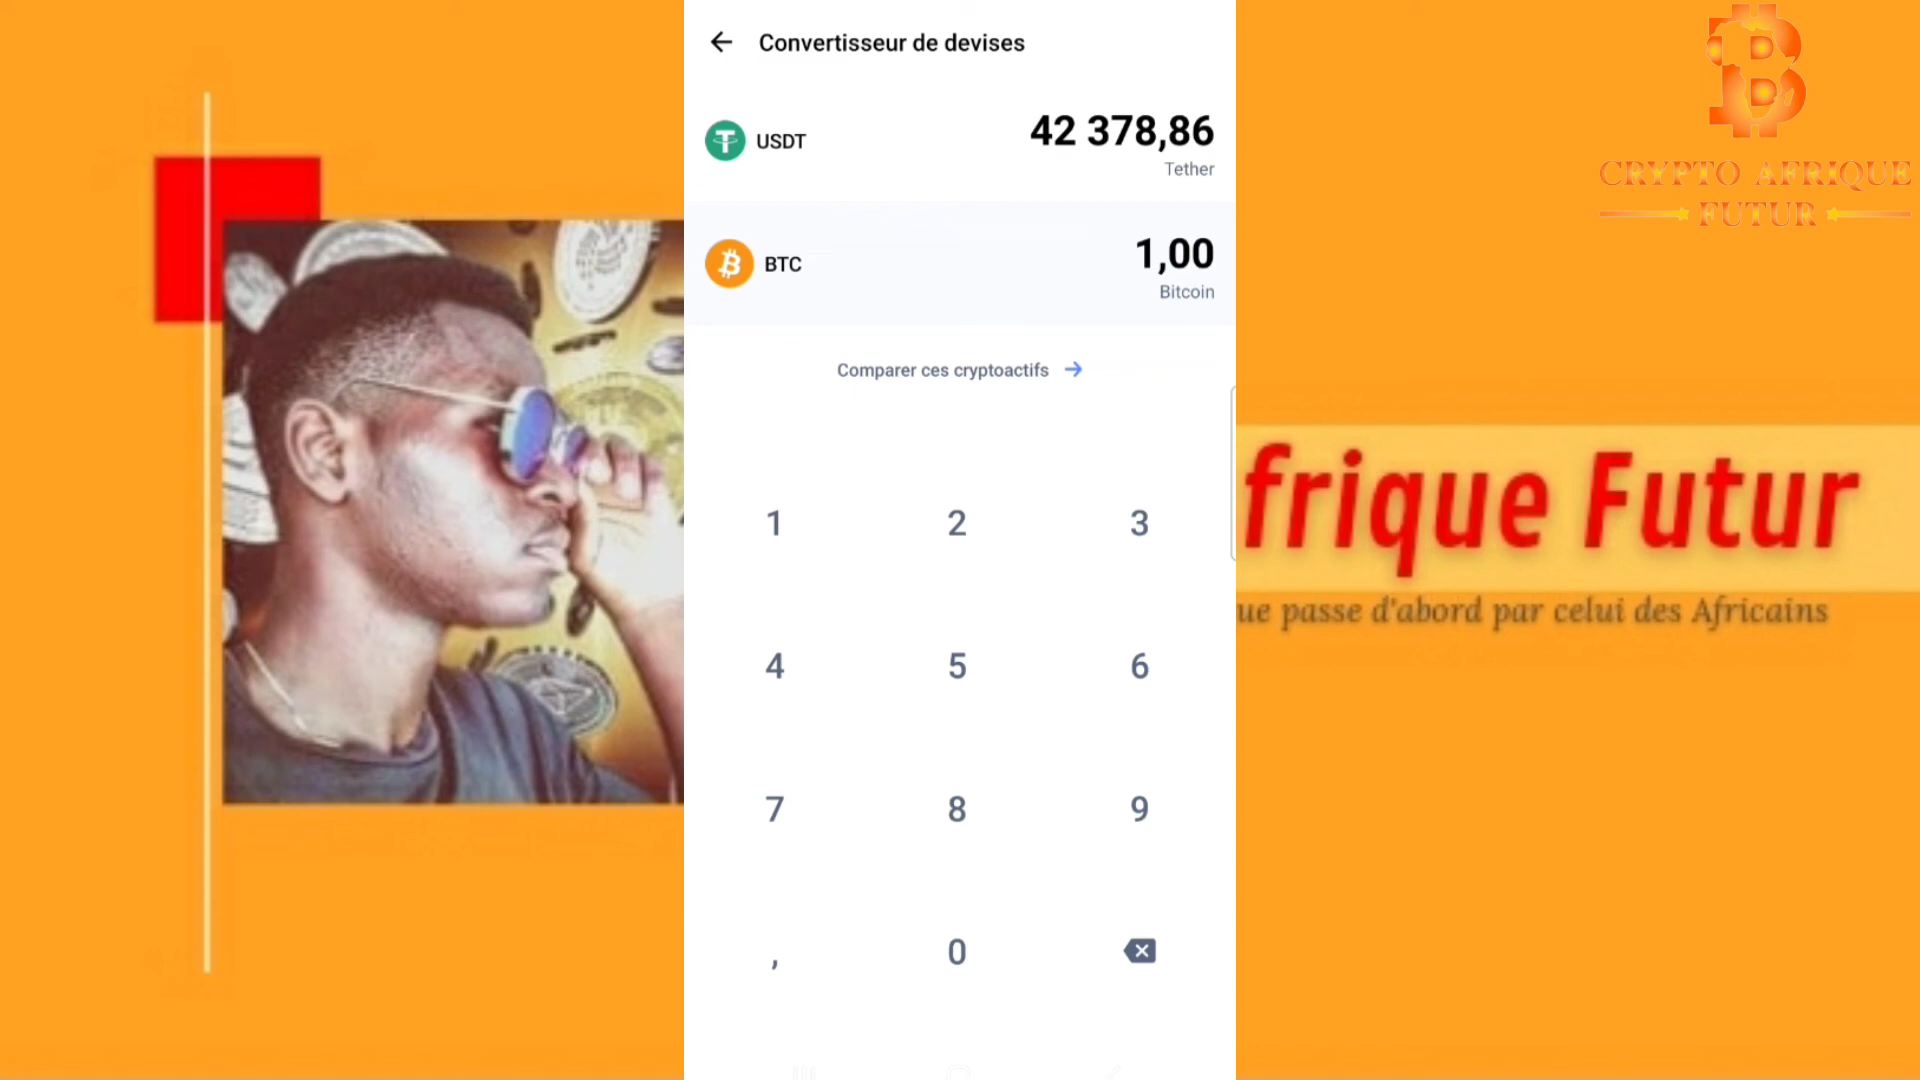 Convertisseur de devises
USDT
42 378,86
Tether
BTC
1,00
Bitcoin
Comparer ces cryptoactifs
1 2 3
4 5 6
7 8 9
, 0
CRYPTO AFRIQUE
FUTUR
frique Futur
ue passe d'abord par celui des Africains